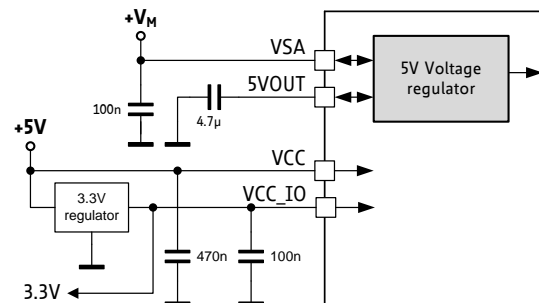 +VM
VSA
5V Voltage
regulator
100n
5VOUT
4.7µ
+5V
VCC
3.3V
regulator
VCC_IO
470n
100n
3.3V